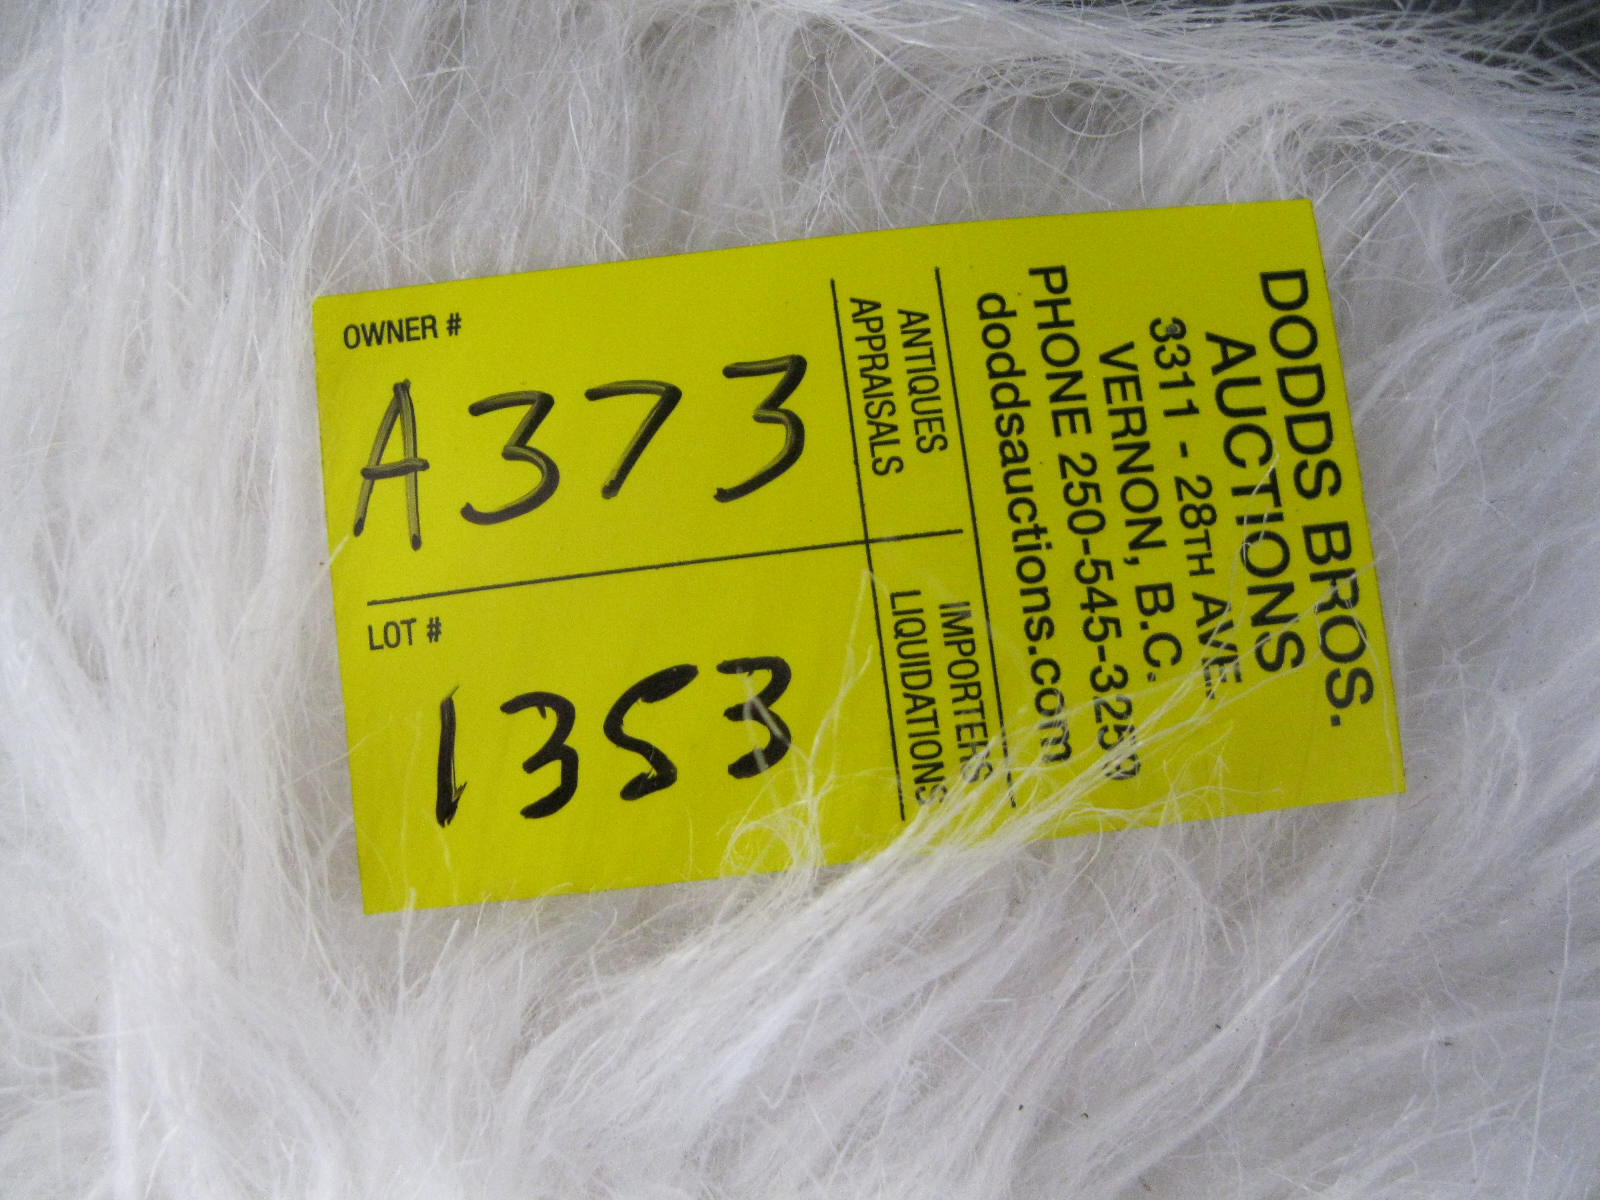 OWNER #
A373
LOT #
1353
DODDS BROS.
AUCTIONS
3311 - 28TH AVE.
VERNON, B.C.
PHONE 250-545-3259
doddsauctions.com
ANTIQUES IMPORTERS
APPRAISALS LIQUIDATIONS